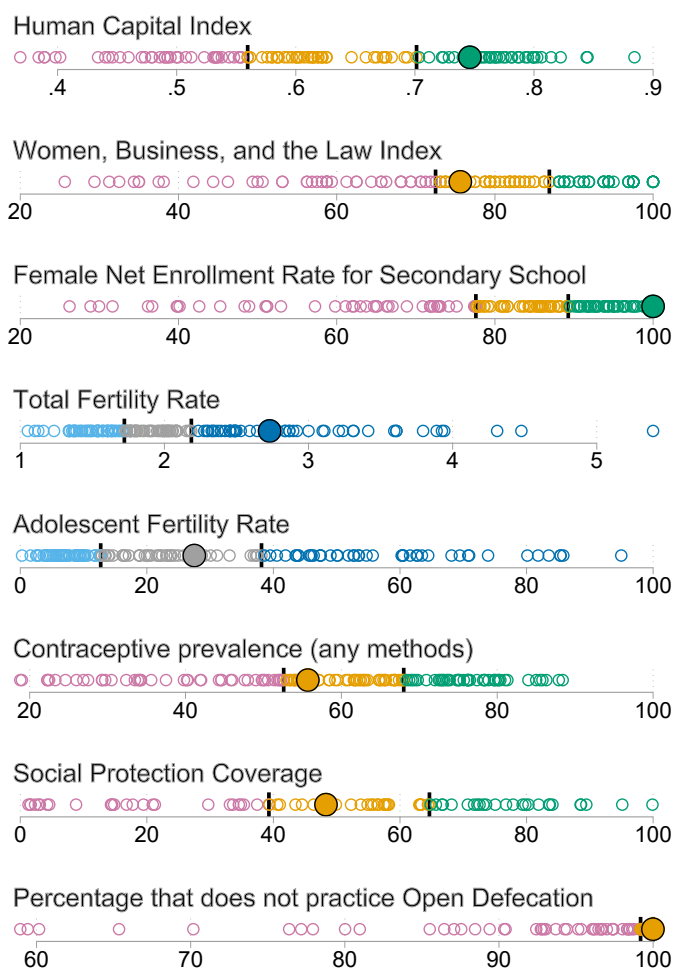 Human Capital Index
.4 .5 .6 .7 .8 .9
Women, Business, and the Law Index
20 40 60 80 100
Female Net Enrollment Rate for Secondary School
20 40 60 80 100
Total Fertility Rate
1 2 3 4 5
Adolescent Fertility Rate
0 20 40 60 80 100
Contraceptive prevalence (any methods)
20 40 60 80 100
Social Protection Coverage
0 20 40 60 80 100
Percentage that does not practice Open Defecation
60 70 80 90 100